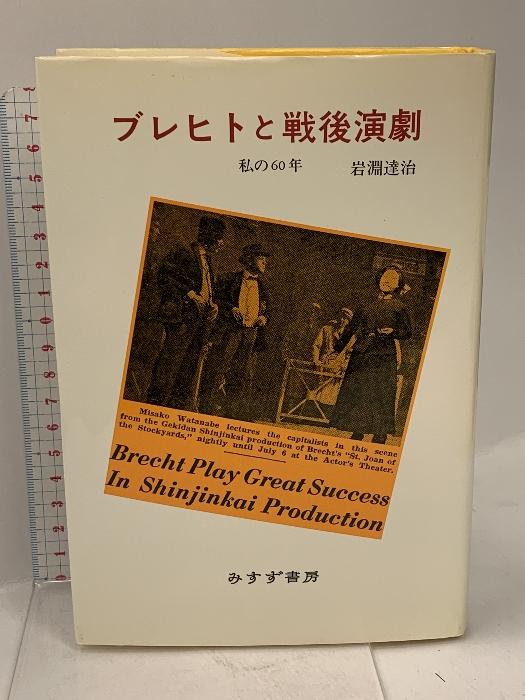 ブレヒトと戦後演劇
私の60年 岩淵達治
Misako Watanabe lectures the capitalists in this scene
from the Gekidan Shinjinkai production of Brecht's "St. Joan of
the Stockyards," nightly until July 6 at the Actor's Theater.
Brecht Play Great Success
In Shinjinkai Production
みすず書房